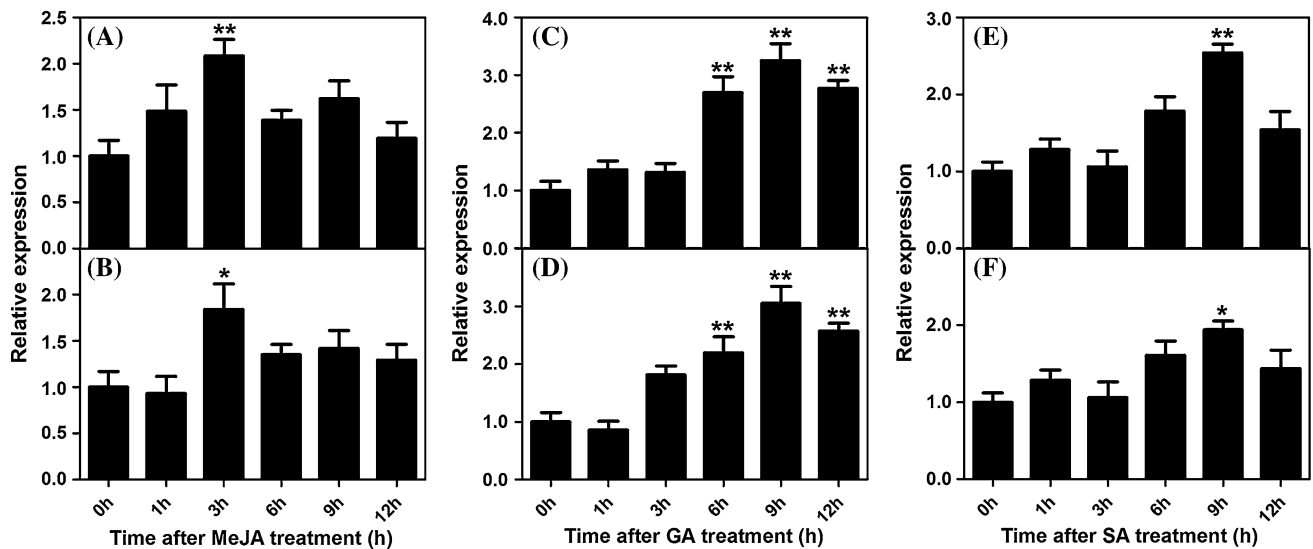 Relative expression
(A)
2.5
2.0
1.5
1.0
0.5
0.0
**
(B)
2.0
1.5
1.0
0.5
0.0
*
0h 1h 3h 6h 9h 12h
Time after MeJA treatment (h)
Relative expression
(C)
4.0
3.0
2.0
1.0
0.0
** ** **
(D)
3.0
2.0
1.0
0.0
** ** **
0h 1h 3h 6h 9h 12h
Time after GA treatment (h)
Relative expression
(E)
3.0
2.0
1.0
0.0
**
(F)
2.0
1.0
0.0
*
0h 1h 3h 6h 9h 12h
Time after SA treatment (h)